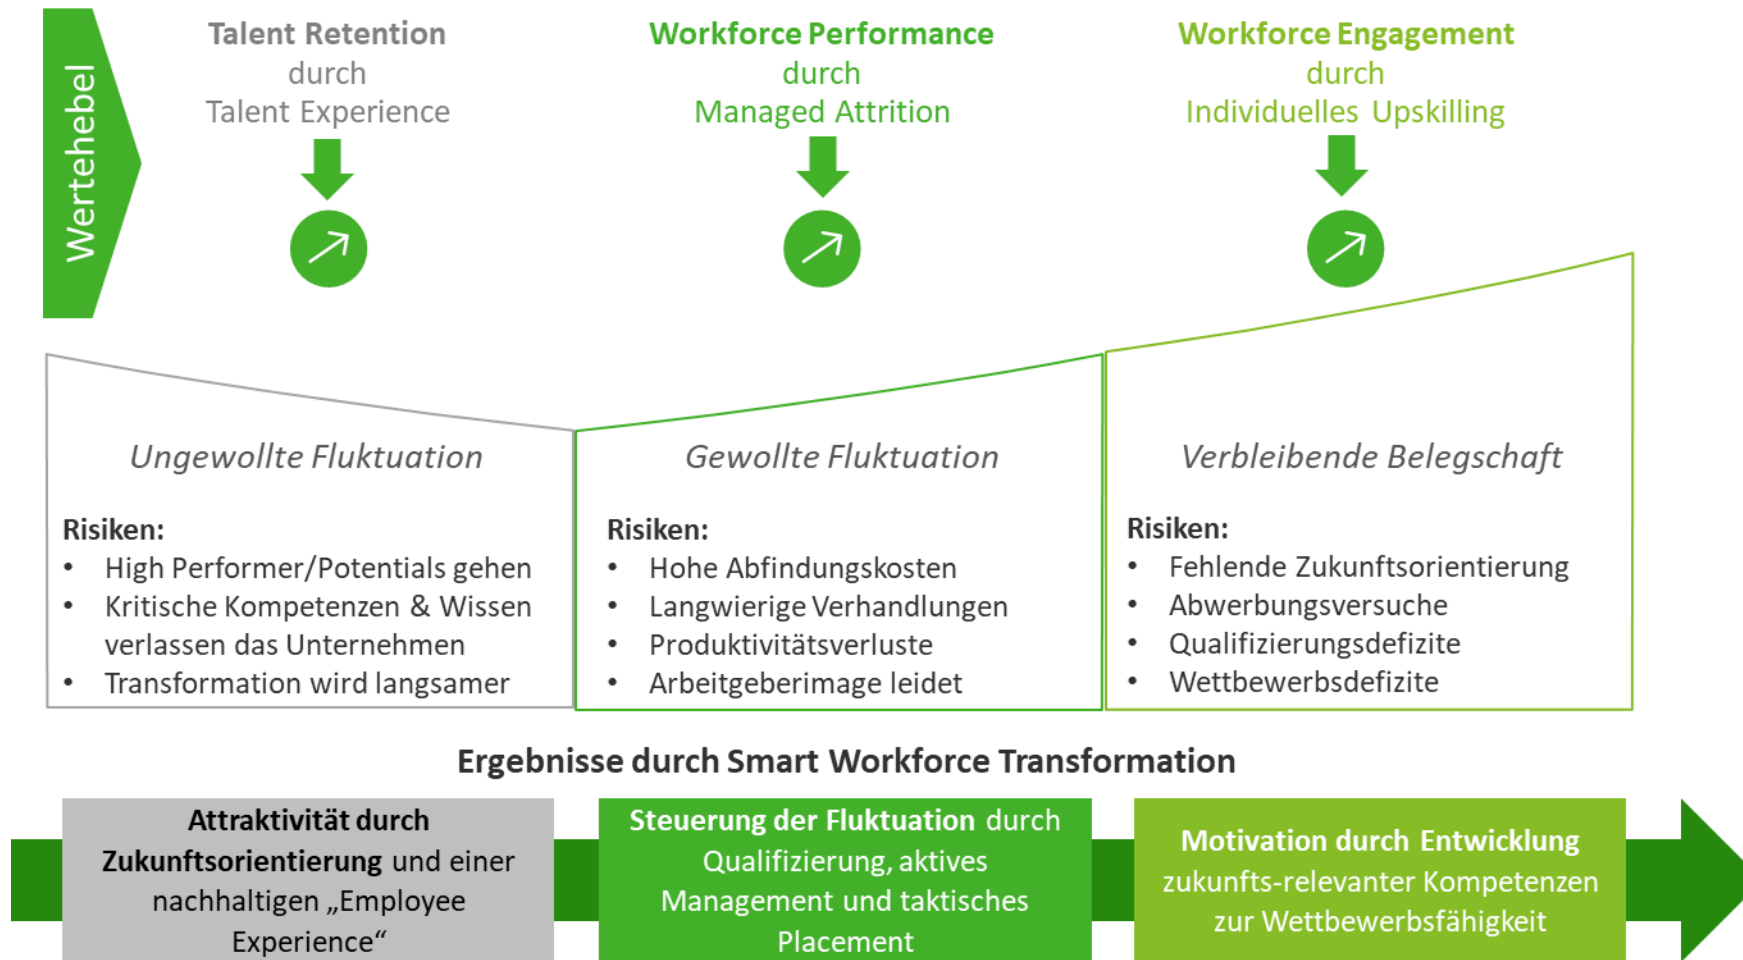 Wertehebel
Talent Retention
durch
Talent Experience
Workforce Performance
durch
Managed Attrition
Workforce Engagement
durch
Individuelles Upskilling
Ungewollte Fluktuation
Risiken:
• High Performer/Potentials gehen
• Kritische Kompetenzen & Wissen
verlassen das Unternehmen
• Transformation wird langsamer
Gewollte Fluktuation
Risiken:
• Hohe Abfindungskosten
• Langwierige Verhandlungen
• Produktivitätsverluste
• Arbeitgeberimage leidet
Verbleibende Belegschaft
Risiken:
• Fehlende Zukunftsorientierung
• Abwerbungsversuche
• Qualifizierungsdefizite
• Wettbewerbsdefizite
Ergebnisse durch Smart Workforce Transformation
Attraktivität durch
Zukunftsorientierung und einer
nachhaltigen „Employee
Experience“
Steuerung der Fluktuation durch
Qualifizierung, aktives
Management und taktisches
Placement
Motivation durch Entwicklung
zukunfts-relevanter Kompetenzen
zur Wettbewerbsfähigkeit